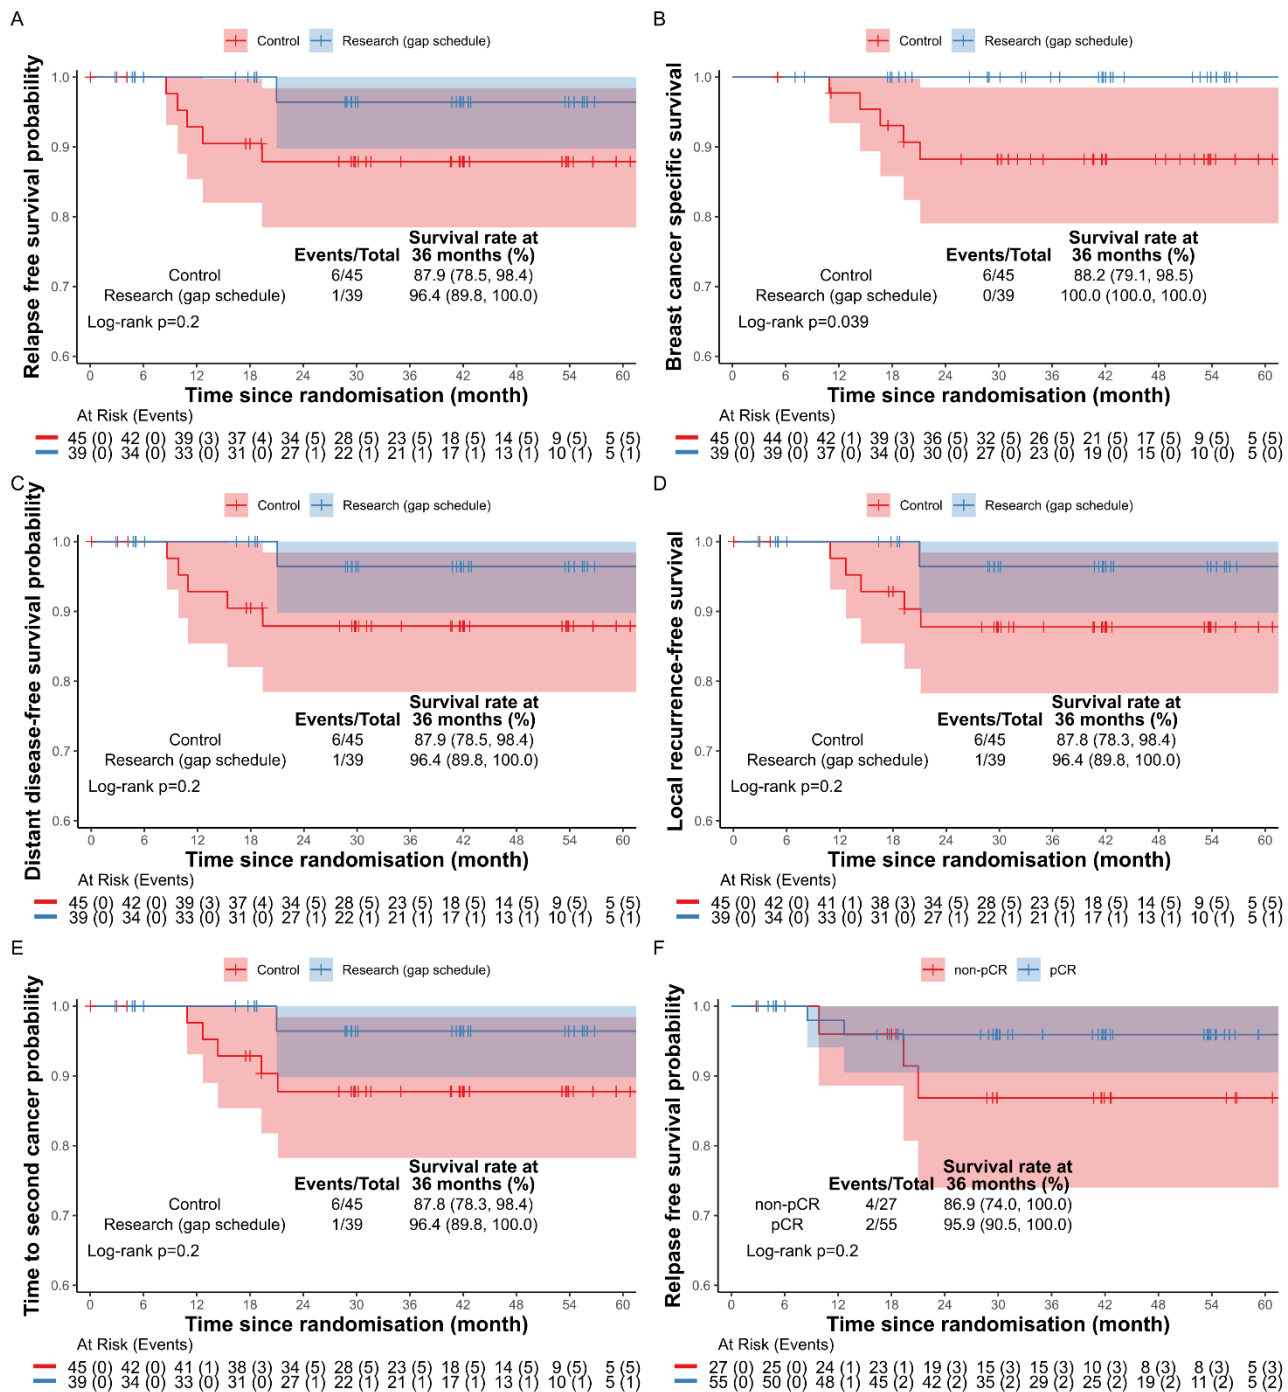 A
Control Research (gap schedule)
Relapse free survival probability
1.0
0.9
0.8
0.7
0.6
Survival rate at
Events/Total 36 months (%)
Control 6/45 87.9 (78.5, 98.4)
Research (gap schedule) 1/39 96.4 (89.8, 100.0)
Log-rank p=0.2
0 6 12 18 24 30 36 42 48 54 60
Time since randomisation (month)
At Risk (Events)
45 (0) 42 (0) 39 (3) 37 (4) 34 (5) 28 (5) 23 (5) 18 (5) 14 (5) 9 (5) 5 (5)
39 (0) 34 (0) 33 (0) 31 (0) 27 (1) 22 (1) 21 (1) 17 (1) 13 (1) 10 (1) 5 (1)
B
Control Research (gap schedule)
Breast cancer specific survival
1.0
0.9
0.8
0.7
0.6
Survival rate at
Events/Total 36 months (%)
Control 6/45 88.2 (79.1, 98.5)
Research (gap schedule) 0/39 100.0 (100.0, 100.0)
Log-rank p=0.039
0 6 12 18 24 30 36 42 48 54 60
Time since randomisation (month)
At Risk (Events)
45 (0) 44 (0) 42 (1) 39 (3) 36 (5) 32 (5) 26 (5) 21 (5) 17 (5) 9 (5) 5 (5)
39 (0) 39 (0) 37 (0) 34 (0) 30 (0) 27 (0) 23 (0) 19 (0) 15 (0) 10 (0) 5 (0)
C
Control Research (gap schedule)
Distant disease-free survival probability
1.0
0.9
0.8
0.7
0.6
Survival rate at
Events/Total 36 months (%)
Control 6/45 87.9 (78.5, 98.4)
Research (gap schedule) 1/39 96.4 (89.8, 100.0)
Log-rank p=0.2
0 6 12 18 24 30 36 42 48 54 60
Time since randomisation (month)
At Risk (Events)
45 (0) 42 (0) 39 (3) 37 (4) 34 (5) 28 (5) 23 (5) 18 (5) 14 (5) 9 (5) 5 (5)
39 (0) 34 (0) 33 (0) 31 (0) 27 (1) 22 (1) 21 (1) 17 (1) 13 (1) 10 (1) 5 (1)
D
Control Research (gap schedule)
Local recurrence-free survival
1.0
0.9
0.8
0.7
0.6
Survival rate at
Events/Total 36 months (%)
Control 6/45 87.8 (78.3, 98.4)
Research (gap schedule) 1/39 96.4 (89.8, 100.0)
Log-rank p=0.2
0 6 12 18 24 30 36 42 48 54 60
Time since randomisation (month)
At Risk (Events)
45 (0) 42 (0) 41 (1) 38 (3) 34 (5) 28 (5) 23 (5) 18 (5) 14 (5) 9 (5) 5 (5)
39 (0) 34 (0) 33 (0) 31 (0) 27 (1) 22 (1) 21 (1) 17 (1) 13 (1) 10 (1) 5 (1)
E
Control Research (gap schedule)
Time to second cancer probability
1.0
0.9
0.8
0.7
0.6
Survival rate at
Events/Total 36 months (%)
Control 6/45 87.8 (78.3, 98.4)
Research (gap schedule) 1/39 96.4 (89.8, 100.0)
Log-rank p=0.2
0 6 12 18 24 30 36 42 48 54 60
Time since randomisation (month)
At Risk (Events)
45 (0) 42 (0) 41 (1) 38 (3) 34 (5) 28 (5) 23 (5) 18 (5) 14 (5) 9 (5) 5 (5)
39 (0) 34 (0) 33 (0) 31 (0) 27 (1) 22 (1) 21 (1) 17 (1) 13 (1) 10 (1) 5 (1)
F
non-pCR pCR
Relpase free survival probability
1.0
0.9
0.8
0.7
0.6
Survival rate at
Events/Total 36 months (%)
non-pCR 4/27 86.9 (74.0, 100.0)
pCR 2/55 95.9 (90.5, 100.0)
Log-rank p=0.2
0 6 12 18 24 30 36 42 48 54 60
Time since randomisation (month)
At Risk (Events)
27 (0) 25 (0) 24 (1) 23 (1) 19 (3) 15 (3) 15 (3) 10 (3) 8 (3) 8 (3) 5 (3)
55 (0) 50 (0) 48 (1) 45 (2) 42 (2) 35 (2) 29 (2) 25 (2) 19 (2) 11 (2) 5 (2)